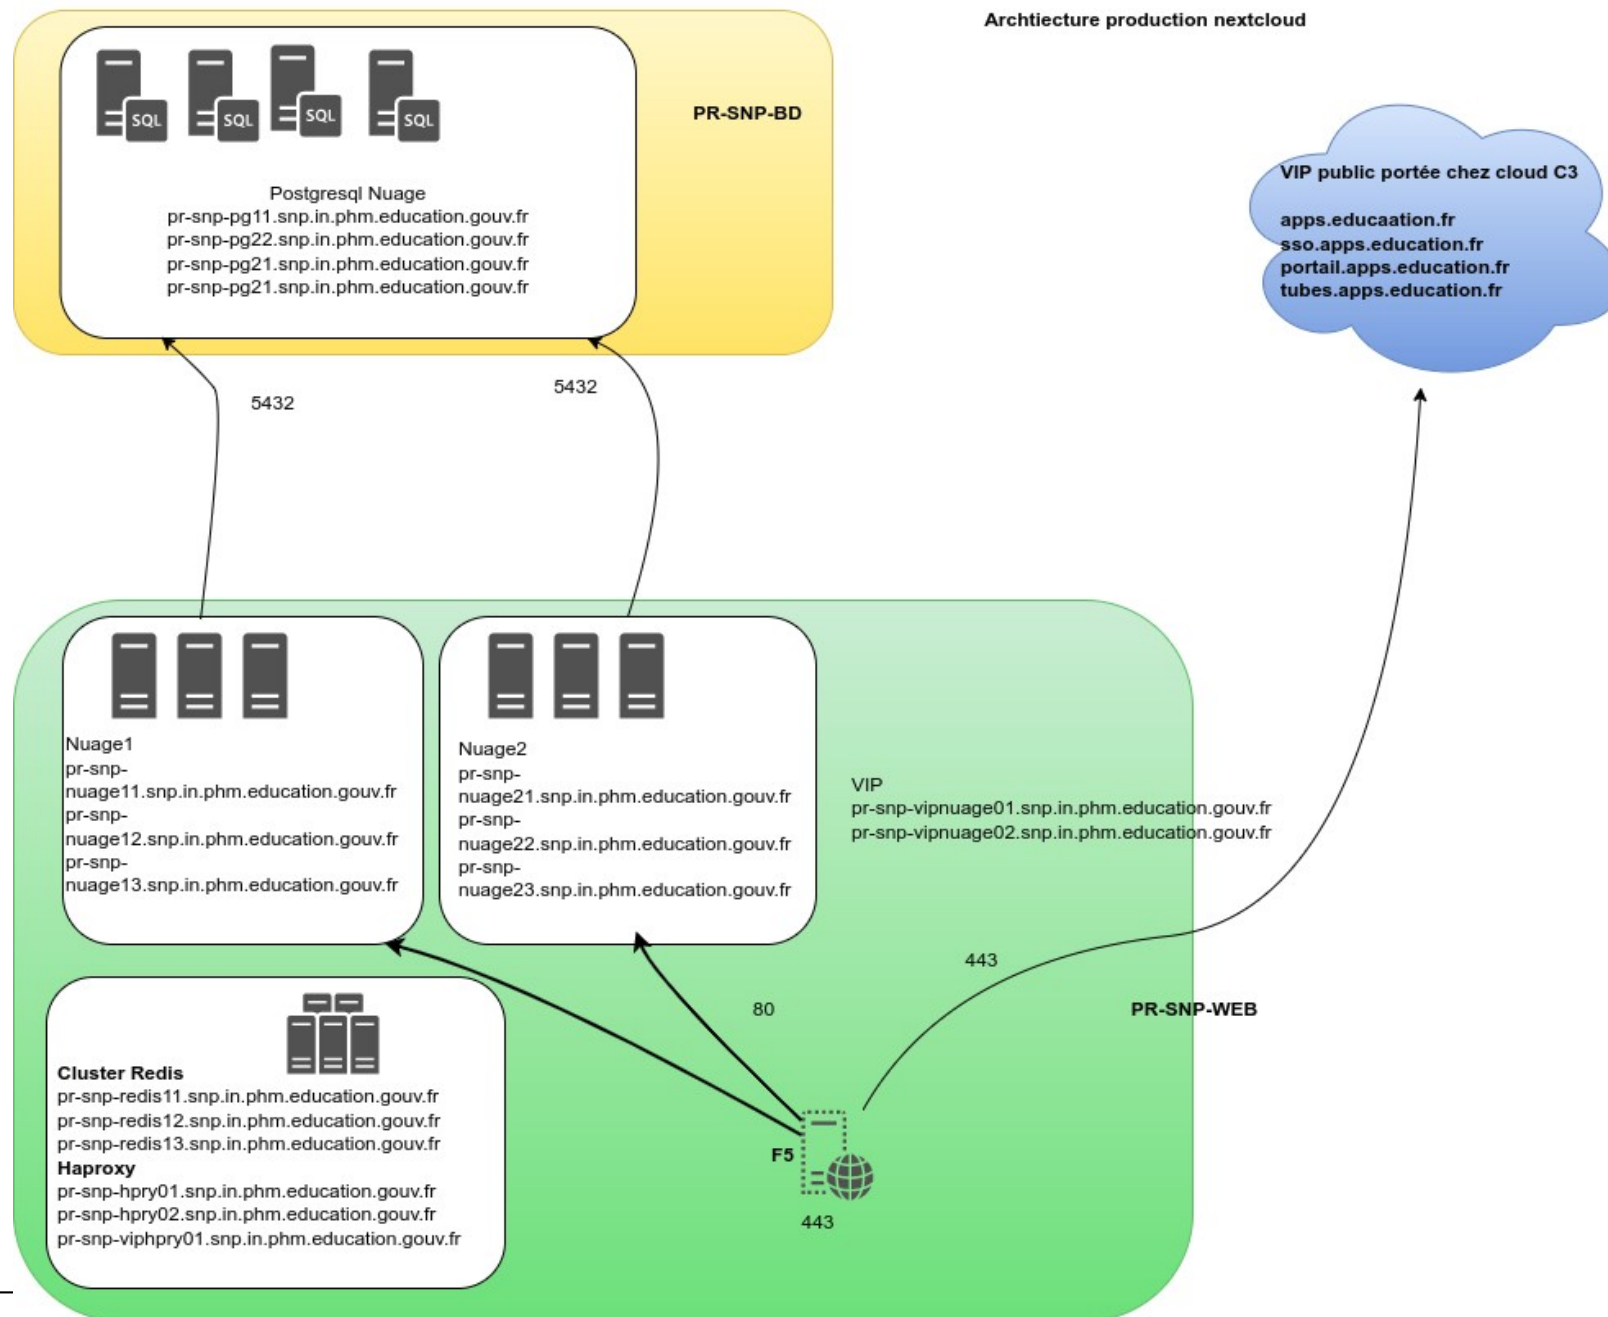 Archtiecture production nextcloud
SQL
SQL
SQL
SQL
PR-SNP-BD
Postgresql Nuage
pr-snp-pg11.snp.in.phm.education.gouv.fr
pr-snp-pg22.snp.in.phm.education.gouv.fr
pr-snp-pg21.snp.in.phm.education.gouv.fr
pr-snp-pg21.snp.in.phm.education.gouv.fr
VIP public portée chez cloud C3
apps.educaation.fr
sso.apps.education.fr
portail.apps.education.fr
tubes.apps.education.fr
5432
5432
Nuage1
pr-snp-
nuage11.snp.in.phm.education.gouv.fr
pr-snp-
nuage12.snp.in.phm.education.gouv.fr
pr-snp-
nuage13.snp.in.phm.education.gouv.fr
Nuage2
pr-snp-
nuage21.snp.in.phm.education.gouv.fr
pr-snp-
nuage22.snp.in.phm.education.gouv.fr
pr-snp-
nuage23.snp.in.phm.education.gouv.fr
VIP
pr-snp-vipnuage01.snp.in.phm.education.gouv.fr
pr-snp-vipnuage02.snp.in.phm.education.gouv.fr
443
80
PR-SNP-WEB
Cluster Redis
pr-snp-redis11.snp.in.phm.education.gouv.fr
pr-snp-redis12.snp.in.phm.education.gouv.fr
pr-snp-redis13.snp.in.phm.education.gouv.fr
Haproxy
pr-snp-hpry01.snp.in.phm.education.gouv.fr
pr-snp-hpry02.snp.in.phm.education.gouv.fr
pr-snp-viphpry01.snp.in.phm.education.gouv.fr
F5
443